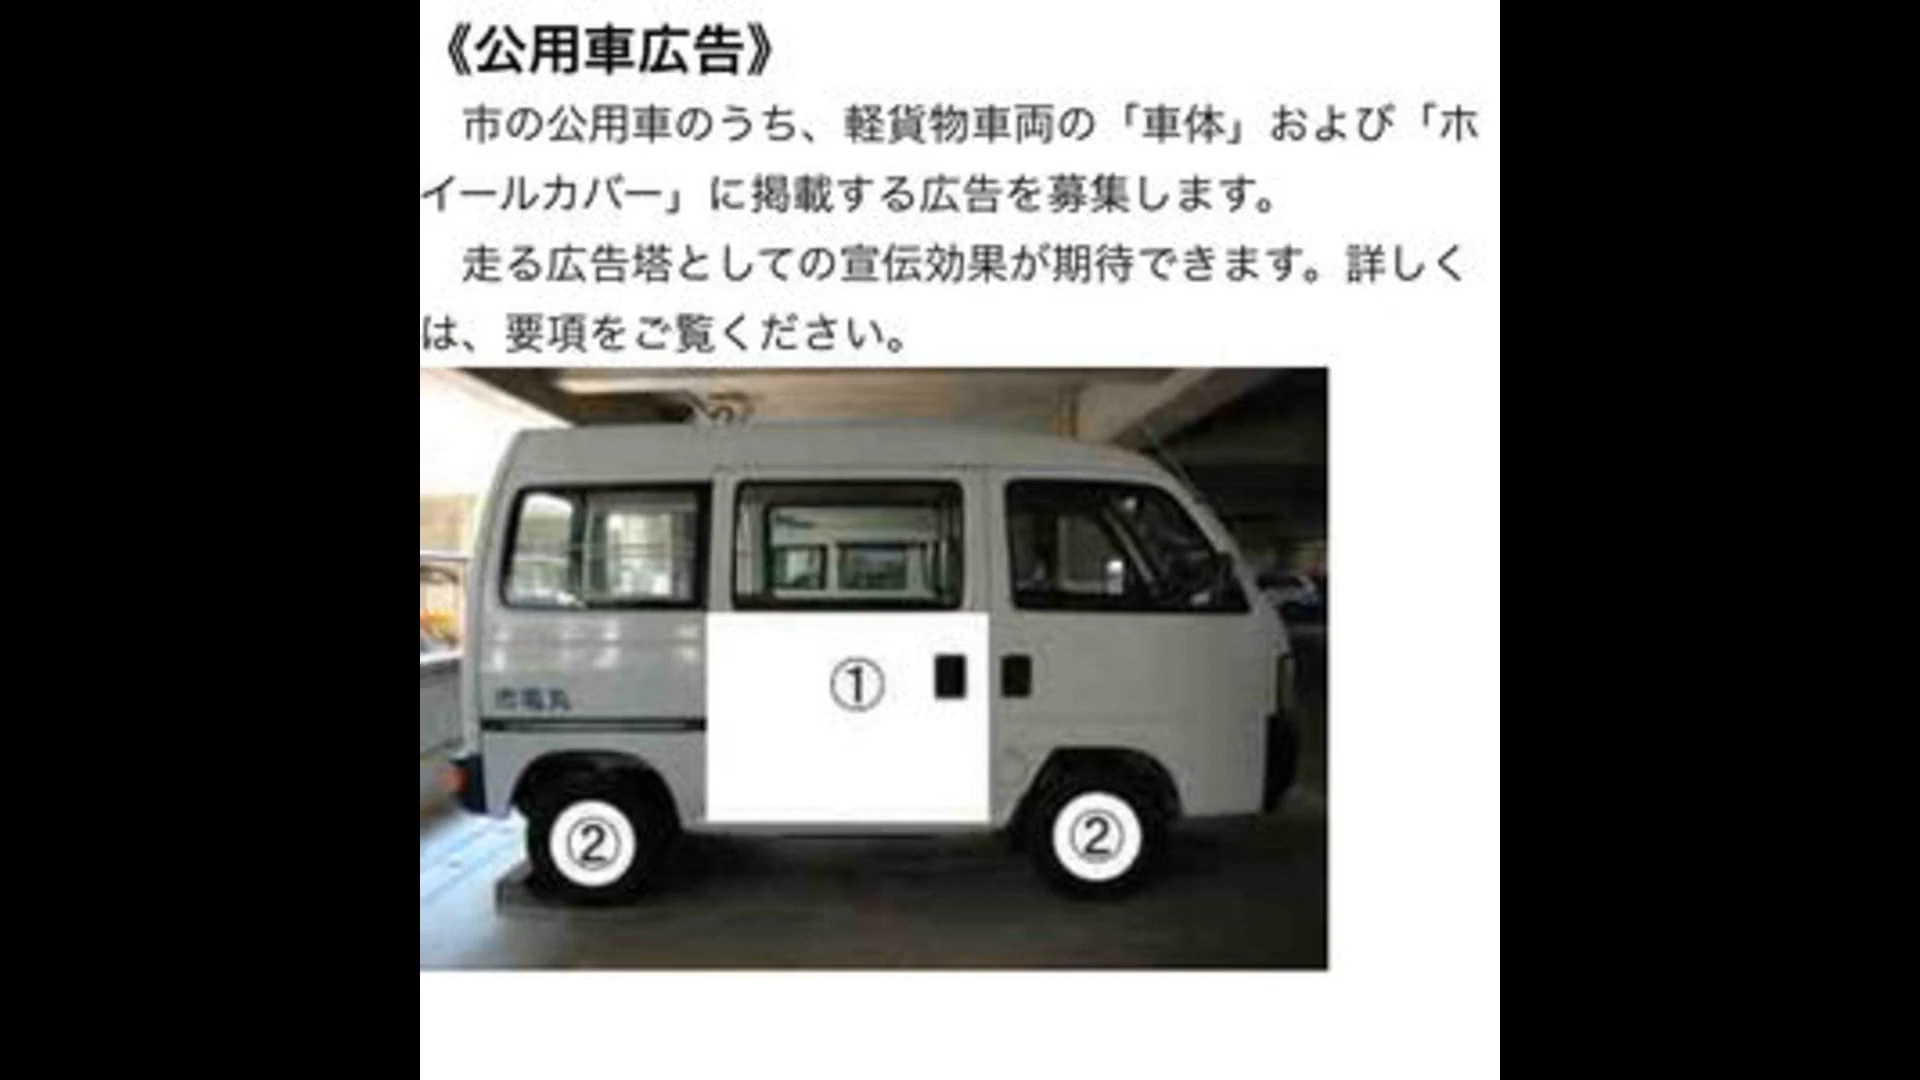 《公用車広告》
市の公用車のうち、軽貨物車両の「車体」および「ホ
イールカバー」に掲載する広告を募集します。
走る広告塔としての宣伝効果が期待できます。詳しく
は、要項をご覧ください。
①
② ②